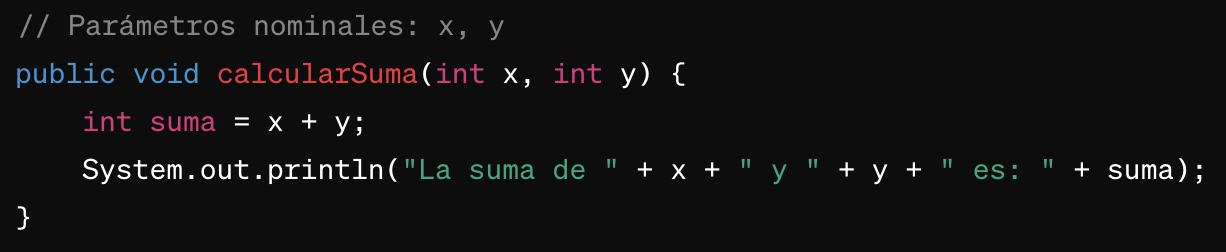 // Parámetros nominales: x, y
public void calcularSuma(int x, int y) {
    int suma = x + y;
    System.out.println("La suma de " + x + " y " + y + " es: " + suma);
}